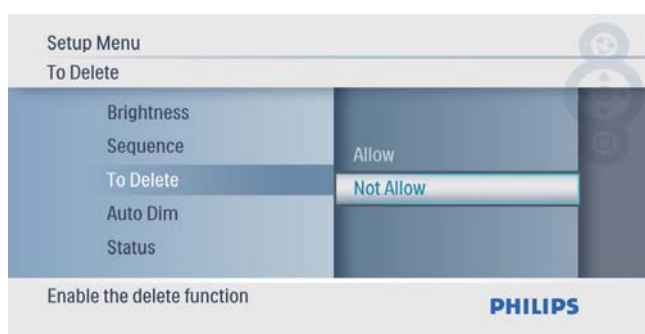 Setup Menu
To Delete
Brightness
Sequence
To Delete
Auto Dim
Status
Allow
Not Allow
Enable the delete function
PHILIPS